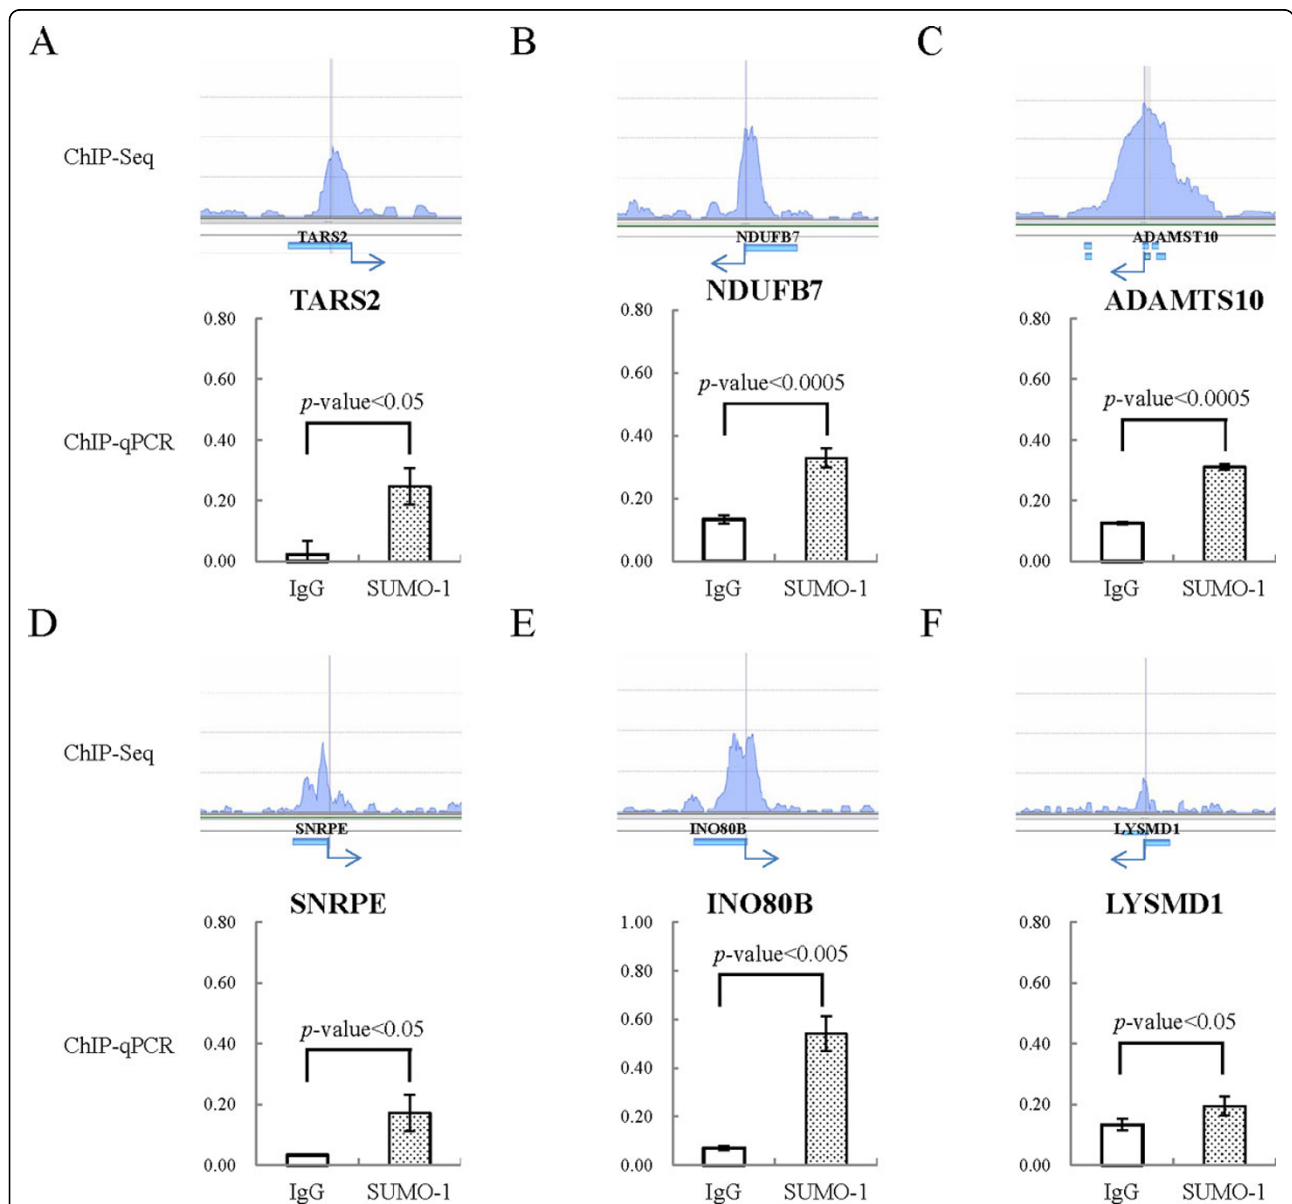 A
B
C
ChIP-Seq
TARS2
NDUFB7
ADAMST10
TARS2
NDUFB7
ADAMTS10
ChIP-qPCR
0.80
0.60
0.40
0.20
0.00
p-value<0.05
IgG SUMO-1
0.80
0.60
0.40
0.20
0.00
p-value<0.0005
IgG SUMO-1
0.80
0.60
0.40
0.20
0.00
p-value<0.0005
IgG SUMO-1
D
E
F
ChIP-Seq
SNRPE
INO80B
LYSMD1
SNRPE
INO80B
LYSMD1
ChIP-qPCR
0.80
0.60
0.40
0.20
0.00
p-value<0.05
IgG SUMO-1
1.00
0.80
0.60
0.40
0.20
0.00
p-value<0.005
IgG SUMO-1
0.80
0.60
0.40
0.20
0.00
p-value<0.05
IgG SUMO-1